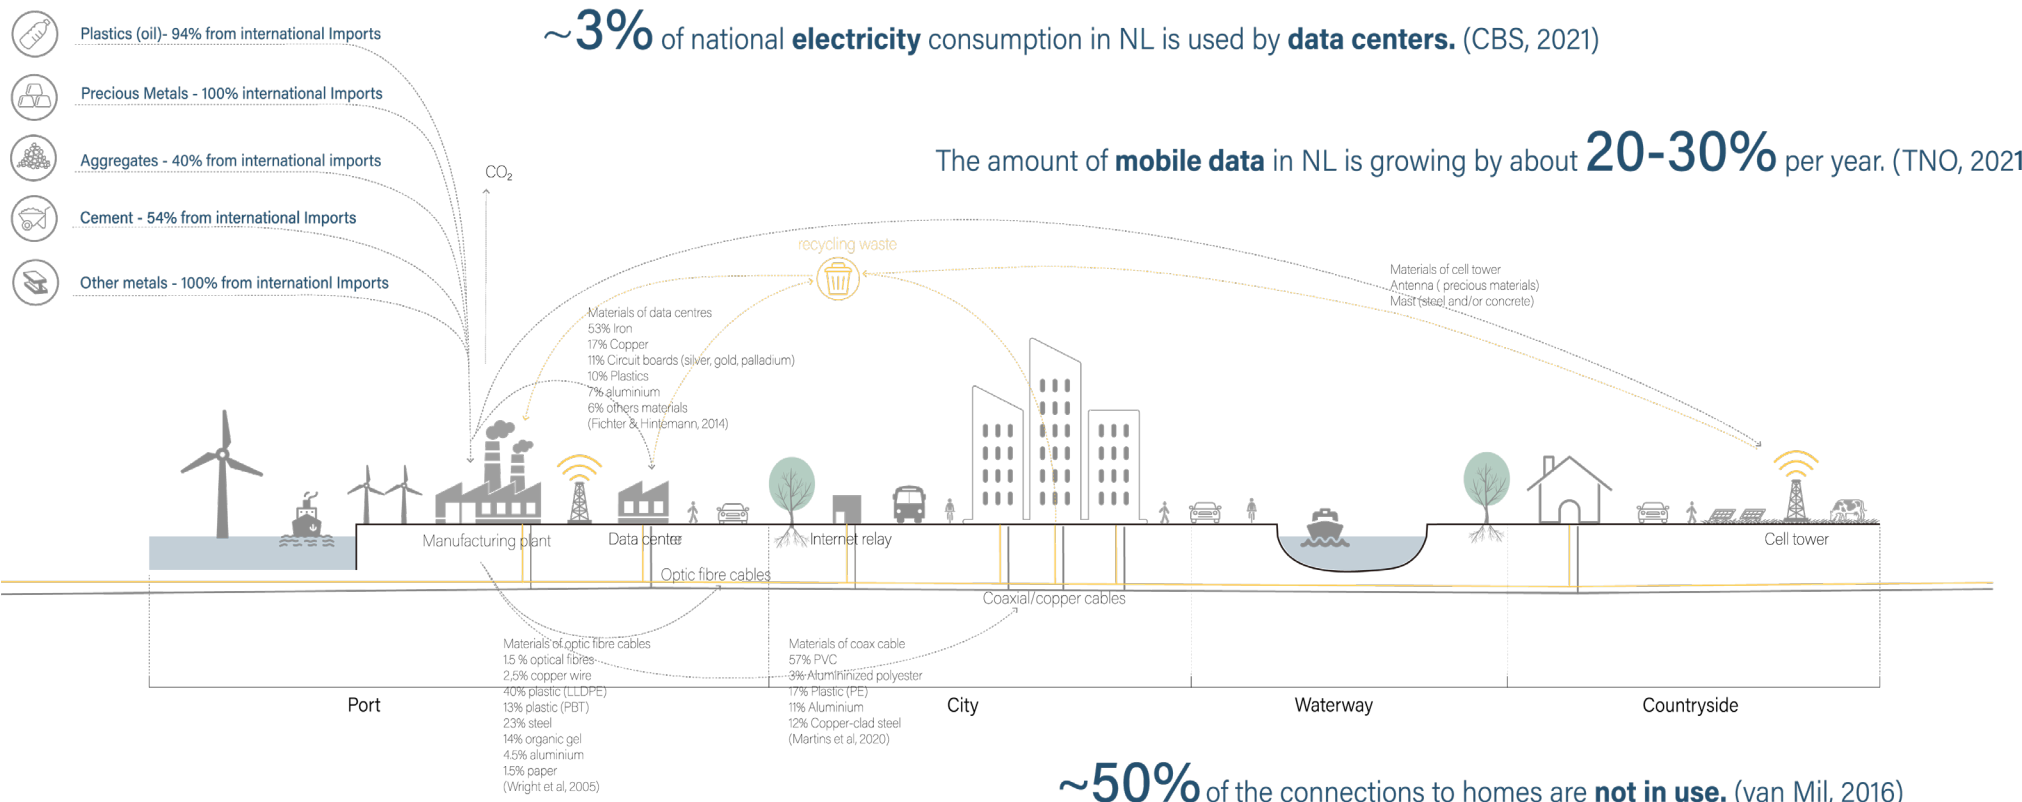 Plastics (oil)- 94% from international Imports
Precious Metals - 100% international Imports
Aggregates - 40% from international imports
Cement - 54% from international Imports
Other metals - 100% from internationl Imports
~3% of national electricity consumption in NL is used by data centers. (CBS, 2021)
The amount of mobile data in NL is growing by about 20-30% per year. (TNO, 2021
CO₂
recycling waste
Materials of cell tower
Antenna ( precious materials)
Mast (steel and/or concrete)
Materials of data centres
53% Iron
17% Copper
11% Circuit boards (silver, gold, palladium)
10% Plastics
7% aluminium
6% others materials
(Fichter & Hintemann, 2014)
Manufacturing plant
Data center
Internet relay
Cell tower
Optic fibre cables
Coaxial/copper cables
Materials of optic fibre cables
1.5 % optical fibres
2,5% copper wire
40% plastic (LLDPE)
13% plastic (PBT)
23% steel
14% organic gel
4.5% aluminium
1.5% paper
(Wright et al, 2005)
Materials of coax cable
57% PVC
3% Alumininized polyester
17% Plastic (PE)
11% Aluminium
12% Copper-clad steel
(Martins et al, 2020)
Port
City
Waterway
Countryside
~50% of the connections to homes are not in use. (van Mil, 2016)